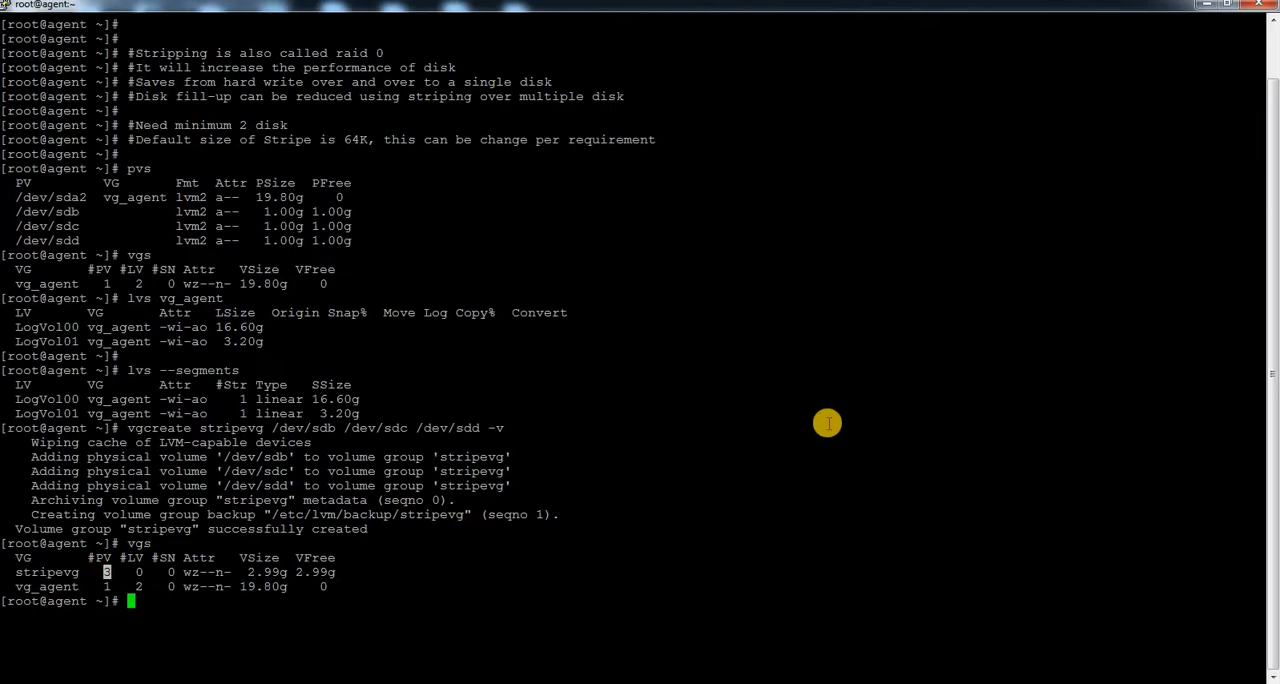 root@agent:~
[root@agent ~]#
[root@agent ~]#
[root@agent ~]# #Stripping is also called raid 0
[root@agent ~]# #It will increase the performance of disk
[root@agent ~]# #Saves from hard write over and over to a single disk
[root@agent ~]# #Disk fill-up can be reduced using striping over multiple disk
[root@agent ~]#
[root@agent ~]# #Need minimum 2 disk
[root@agent ~]# #Default size of Stripe is 64K, this can be change per requirement
[root@agent ~]#
[root@agent ~]# pvs
PV VG Fmt Attr PSize PFree
/dev/sda2 vg_agent lvm2 a-- 19.80g 0
/dev/sdb lvm2 a-- 1.00g 1.00g
/dev/sdc lvm2 a-- 1.00g 1.00g
/dev/sdd lvm2 a-- 1.00g 1.00g
[root@agent ~]# vgs
VG #PV #LV #SN Attr VSize VFree
vg_agent 1 2 0 wz--n- 19.80g 0
[root@agent ~]# lvs vg_agent
LV VG Attr LSize Origin Snap% Move Log Copy% Convert
LogVol00 vg_agent -wi-ao 16.60g
LogVol01 vg_agent -wi-ao 3.20g
[root@agent ~]#
[root@agent ~]# lvs --segments
LV VG Attr #Str Type SSize
LogVol00 vg_agent -wi-ao 1 linear 16.60g
LogVol01 vg_agent -wi-ao 1 linear 3.20g
[root@agent ~]# vgcreate stripevg /dev/sdb /dev/sdc /dev/sdd -v
Wiping cache of LVM-capable devices
Adding physical volume '/dev/sdb' to volume group 'stripevg'
Adding physical volume '/dev/sdc' to volume group 'stripevg'
Adding physical volume '/dev/sdd' to volume group 'stripevg'
Archiving volume group "stripevg" metadata (seqno 0).
Creating volume group backup "/etc/lvm/backup/stripevg" (seqno 1).
Volume group "stripevg" successfully created
[root@agent ~]# vgs
VG #PV #LV #SN Attr VSize VFree
stripevg 3 0 0 wz--n- 2.99g 2.99g
vg_agent 1 2 0 wz--n- 19.80g 0
[root@agent ~]#